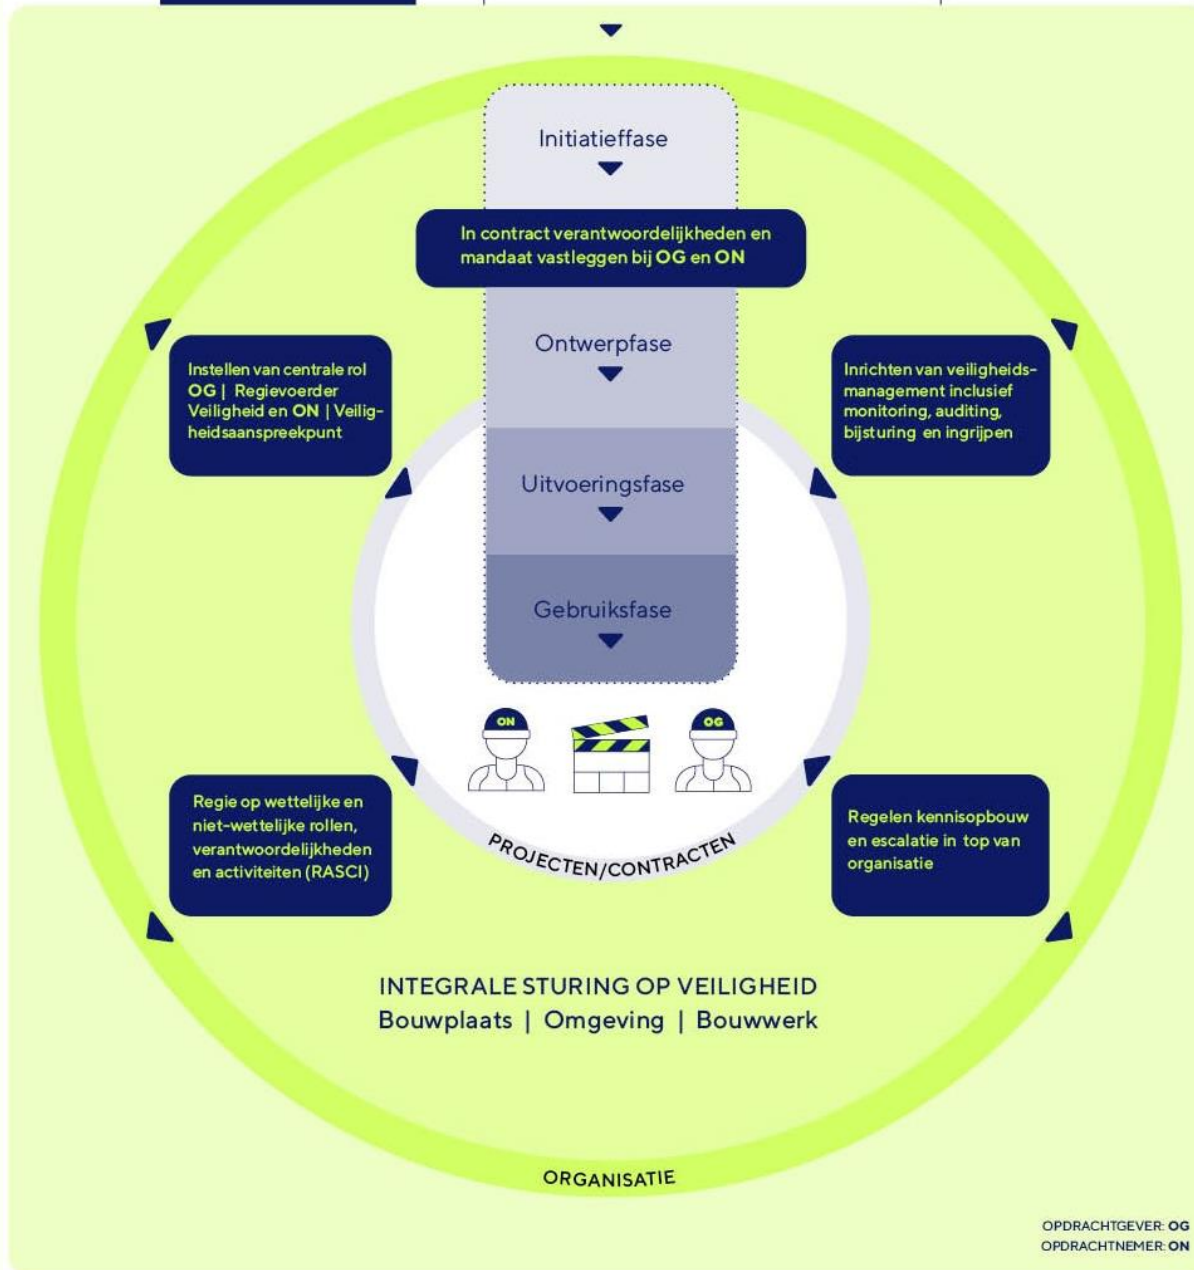 Initiatieffase
In contract verantwoordelijkheden en
mandaat vastleggen bij OG en ON
Ontwerpfase
Instellen van centrale rol
OG | Regievoerder
Veiligheid en ON | Veilig-
heidsaanspreekpunt
Inrichten van veiligheids-
management inclusief
monitoring, auditing,
bijsturing en ingrijpen
Uitvoeringsfase
Gebruiksfase
ON
OG
Regie op wettelijke en
niet-wettelijke rollen,
verantwoordelijkheden
en activiteiten (RASCI)
Regelen kennisopbouw
en escalatie in top van
organisatie
PROJECTEN/CONTRACTEN
INTEGRALE STURING OP VEILIGHEID
Bouwplaats | Omgeving | Bouwwerk
ORGANISATIE
OPDRACHTGEVER: OG
OPDRACHTNEMER: ON